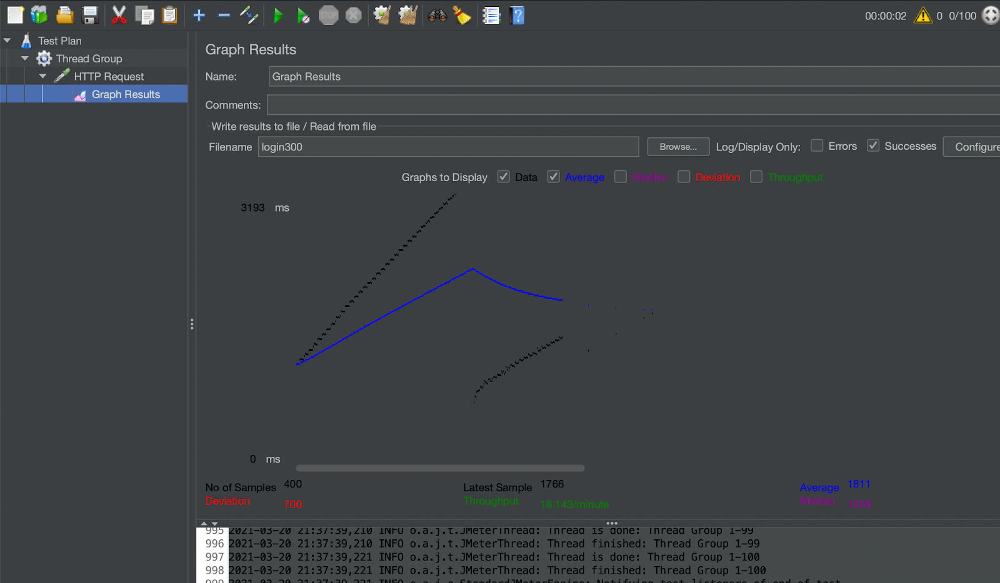 STOP
00:00:02 0 0/100
Test Plan
Thread Group
HTTP Request
Graph Results
Graph Results
Name: Graph Results
Comments:
Write results to file / Read from file
Filename login300 Browse... Log/Display Only: Errors Successes Configure
Graphs to Display Data Average Median Deviation Throughput
3193 ms
0 ms
No of Samples 400 Latest Sample 1766 Average 1811
Deviation 700 Throughput 18.143/minute Median 1658
995 2021-03-20 21:37:39,210 INFO o.a.j.t.JMeterThread: Thread is done: Thread Group 1-99
996 2021-03-20 21:37:39,210 INFO o.a.j.t.JMeterThread: Thread finished: Thread Group 1-99
997 2021-03-20 21:37:39,221 INFO o.a.j.t.JMeterThread: Thread is done: Thread Group 1-100
998 2021-03-20 21:37:39,221 INFO o.a.j.t.JMeterThread: Thread finished: Thread Group 1-100
999 2021-03-20 21:37:39,221 INFO o.a.j.e.StandardJMeterEngine: Notifying test listeners of end of test